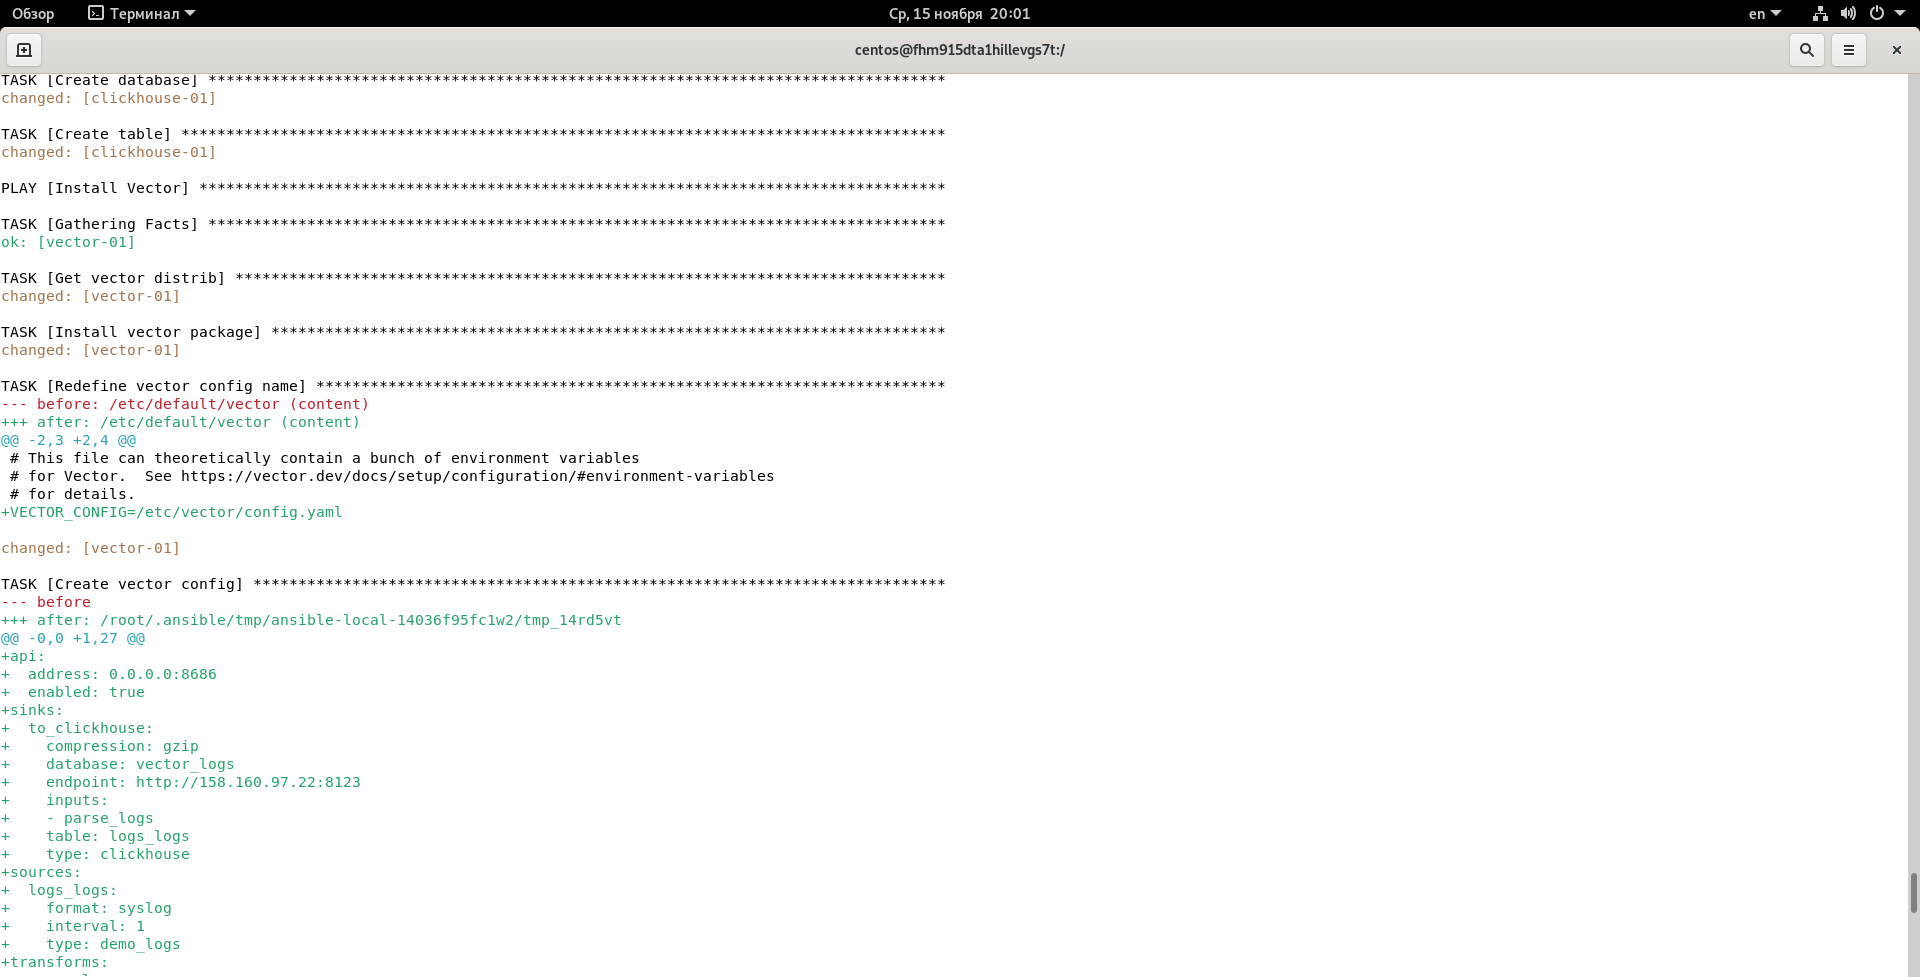 Обзор Терминал Ср, 15 ноября 20:01 en
centos@fhm915dta1hillevgs7t:/
TASK [Create database] **********************************************************************************
changed: [clickhouse-01]
TASK [Create table] *************************************************************************************
changed: [clickhouse-01]
PLAY [Install Vector] ***********************************************************************************
TASK [Gathering Facts] **********************************************************************************
ok: [vector-01]
TASK [Get vector distrib] *******************************************************************************
changed: [vector-01]
TASK [Install vector package] ***************************************************************************
changed: [vector-01]
TASK [Redefine vector config name] **********************************************************************
--- before: /etc/default/vector (content)
+++ after: /etc/default/vector (content)
@@ -2,3 +2,4 @@
 # This file can theoretically contain a bunch of environment variables
 # for Vector.  See https://vector.dev/docs/setup/configuration/#environment-variables
 # for details.
+VECTOR_CONFIG=/etc/vector/config.yaml
changed: [vector-01]
TASK [Create vector config] *****************************************************************************
--- before
+++ after: /root/.ansible/tmp/ansible-local-14036f95fc1w2/tmp_14rd5vt
@@ -0,0 +1,27 @@
+api:
+  address: 0.0.0.0:8686
+  enabled: true
+sinks:
+  to_clickhouse:
+    compression: gzip
+    database: vector_logs
+    endpoint: http://158.160.97.22:8123
+    inputs:
+    - parse_logs
+    table: logs_logs
+    type: clickhouse
+sources:
+  logs_logs:
+    format: syslog
+    interval: 1
+    type: demo_logs
+transforms: